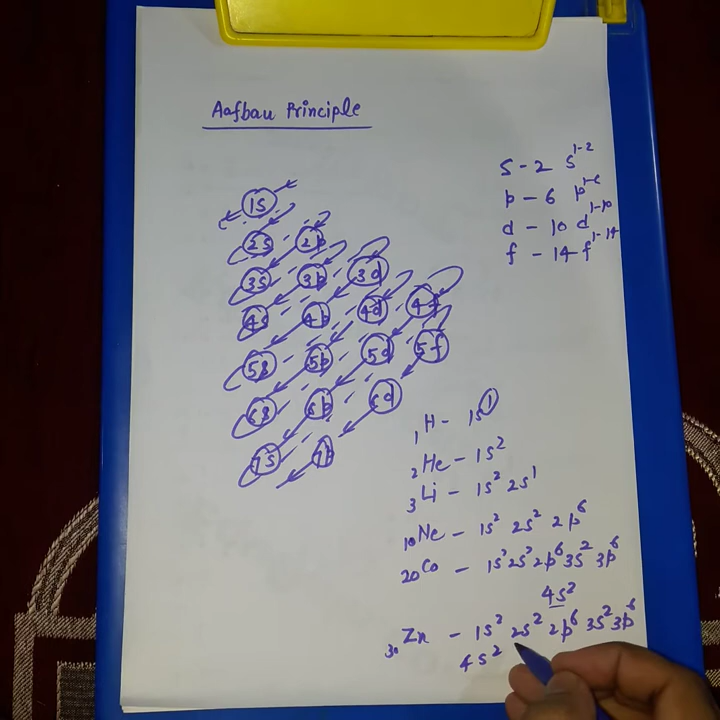 Aafbau Principle
s - 2 s¹⁻²
p - 6 p¹⁻⁶
d - 10 d¹⁻¹⁰
f - 14 f¹⁻¹⁴
1s
2s 2p
3s 3p 3d
4s 4p 4d 4f
5s 5p 5d 5f
6s 6p 6d
7s 7p
₁H - 1s¹
₂He - 1s²
₃Li - 1s² 2s¹
₁₀Ne - 1s² 2s² 2p⁶
₂₀Ca - 1s² 2s² 2p⁶ 3s² 3p⁶
4s²
₃₀Zn - 1s² 2s² 2p⁶ 3s² 3p⁶
4s²